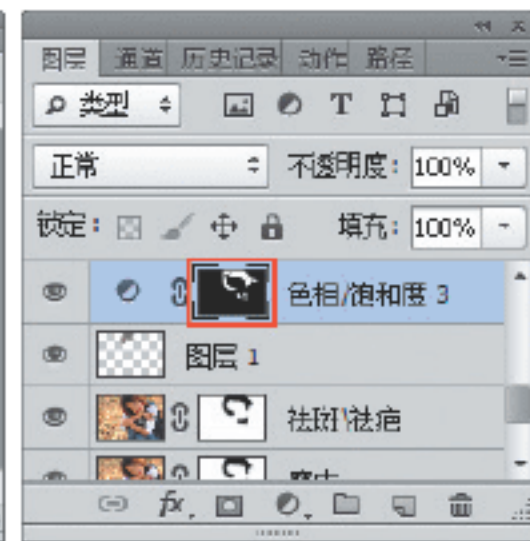 图层 通道 历史记录 动作 路径
类型 T
正常 不透明度: 100%
锁定: 填充: 100%
色相/饱和度 3
图层 1
祛斑\祛疤
fx